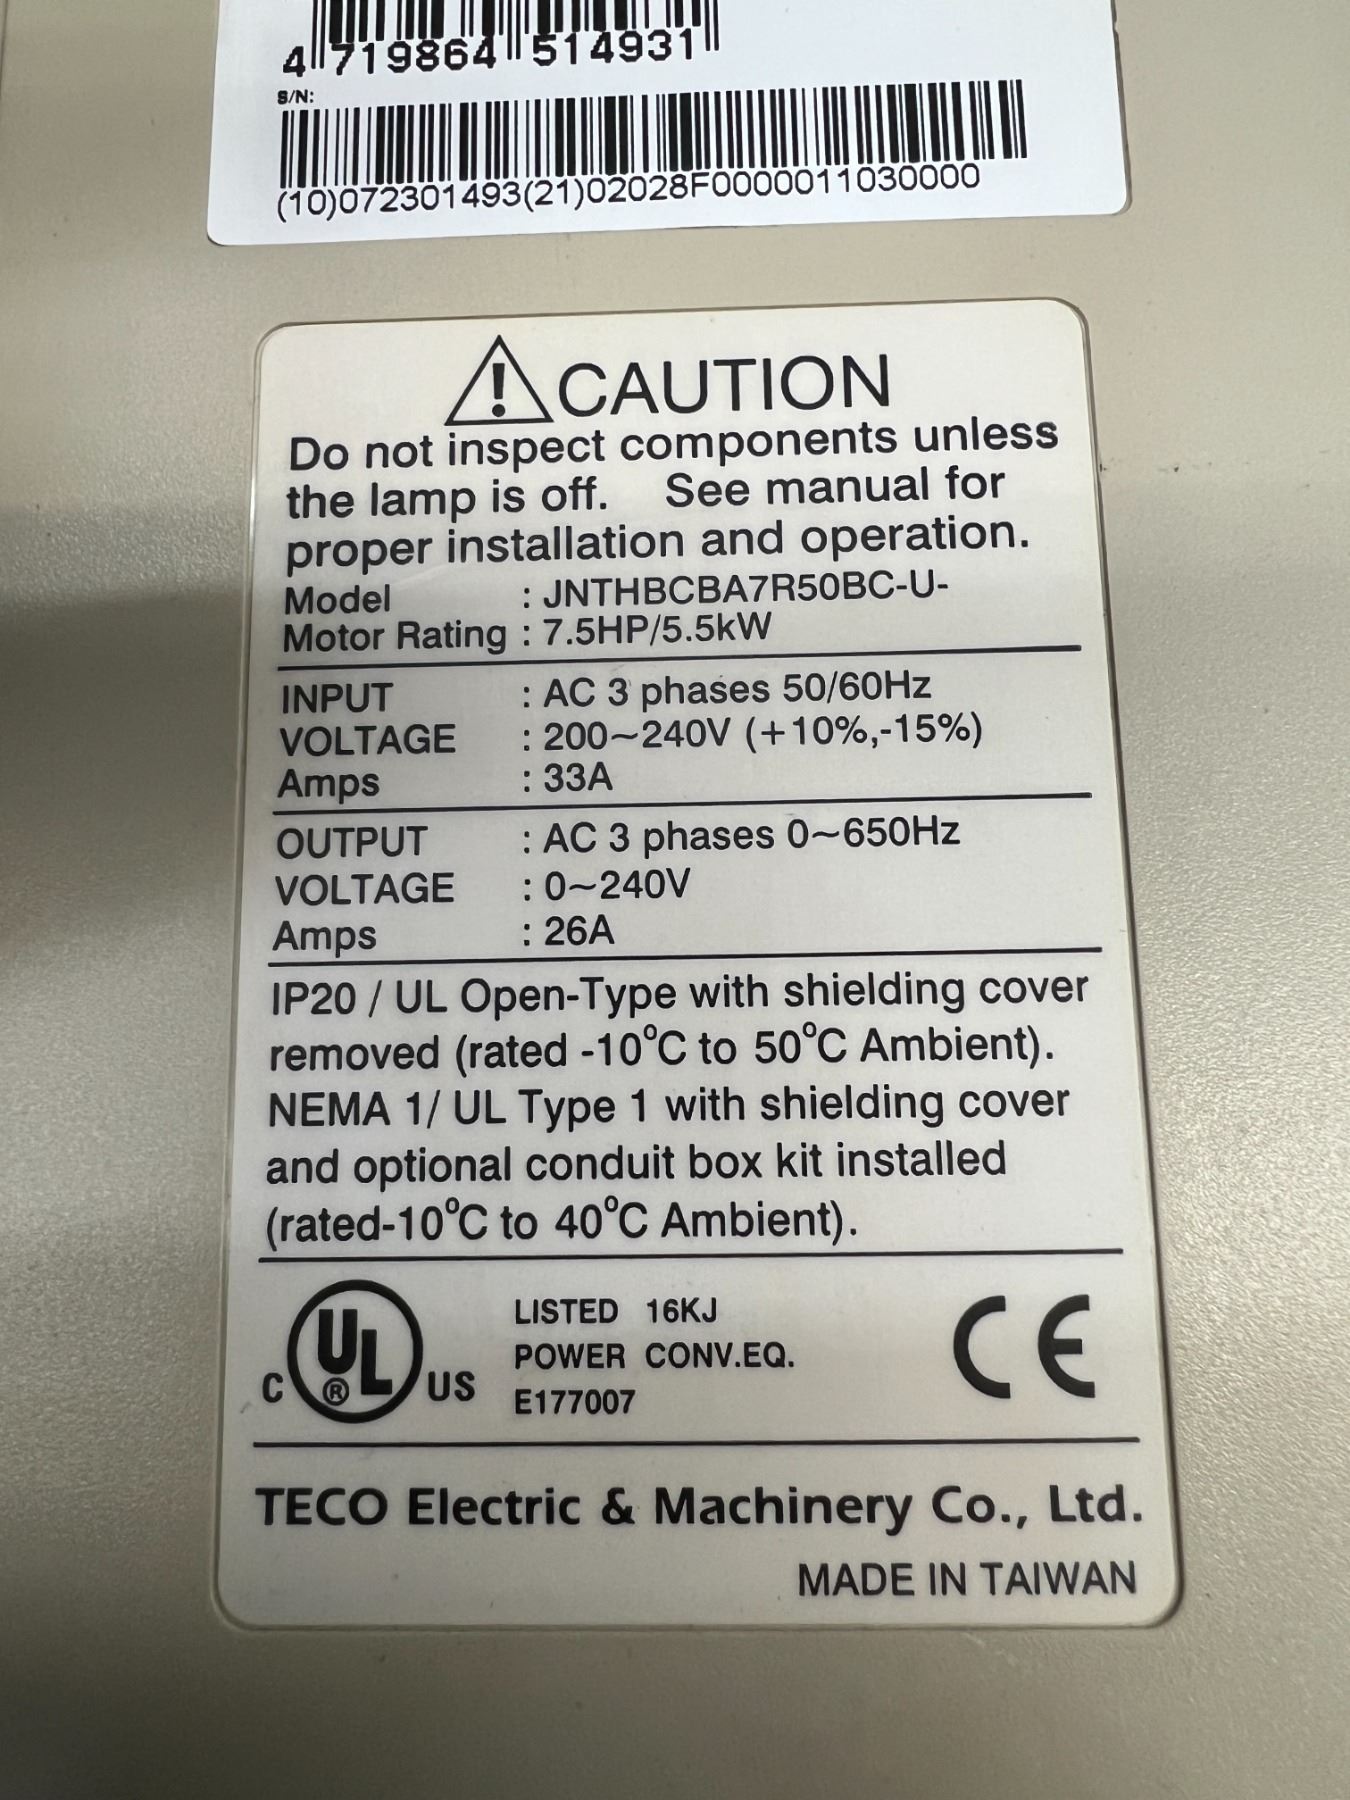 4 719864 514931
S/N:
(10)072301493(21)02028F0000011030000
! CAUTION
Do not inspect components unless
the lamp is off. See manual for
proper installation and operation.
Model : JNTHBCBA7R50BC-U-
Motor Rating : 7.5HP/5.5kW
INPUT : AC 3 phases 50/60Hz
VOLTAGE : 200~240V (+10%,-15%)
Amps : 33A
OUTPUT : AC 3 phases 0~650Hz
VOLTAGE : 0~240V
Amps : 26A
IP20 / UL Open-Type with shielding cover
removed (rated -10°C to 50°C Ambient).
NEMA 1/ UL Type 1 with shielding cover
and optional conduit box kit installed
(rated-10°C to 40°C Ambient).
C UL ® US
LISTED 16KJ
POWER CONV.EQ.
E177007
CE
TECO Electric & Machinery Co., Ltd.
MADE IN TAIWAN